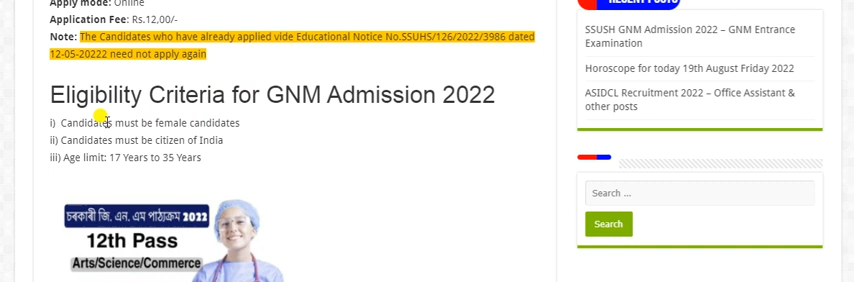 Apply mode: Online
Application Fee: Rs.12,00/-
Note: The Candidates who have already applied vide Educational Notice No.SSUHS/126/2022/3986 dated
12-05-20222 need not apply again
Eligibility Criteria for GNM Admission 2022
i) Candidates must be female candidates
ii) Candidates must be citizen of India
iii) Age limit: 17 Years to 35 Years
চৰকাৰী জি. এন. এম পাঠ্যক্ৰম 2022
12th Pass
Arts/Science/Commerce
RECENT POSTS
SSUSH GNM Admission 2022 – GNM Entrance
Examination
Horoscope for today 19th August Friday 2022
ASIDCL Recruitment 2022 – Office Assistant &
other posts
Search ...
Search